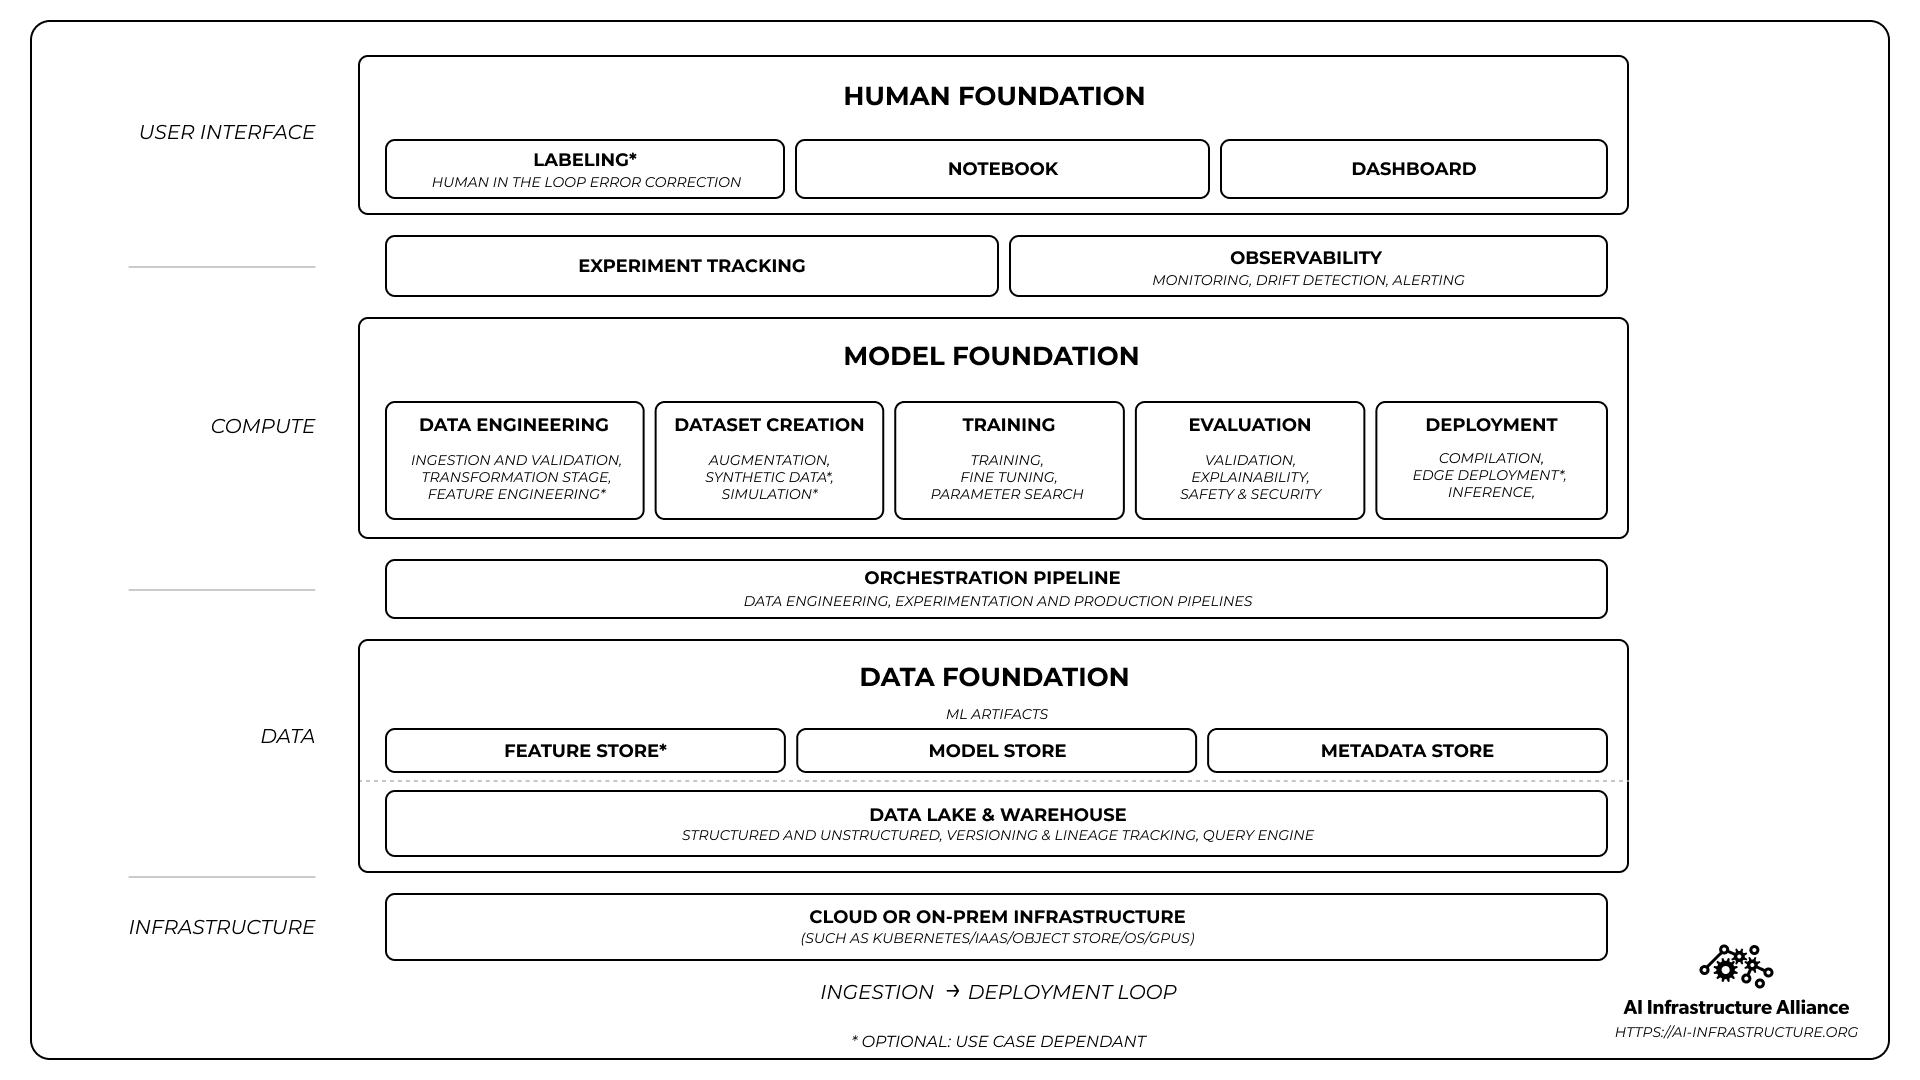 HUMAN FOUNDATION
USER INTERFACE
LABELING*
HUMAN IN THE LOOP ERROR CORRECTION
NOTEBOOK
DASHBOARD
EXPERIMENT TRACKING
OBSERVABILITY
MONITORING, DRIFT DETECTION, ALERTING
MODEL FOUNDATION
COMPUTE
DATA ENGINEERING
INGESTION AND VALIDATION,
TRANSFORMATION STAGE,
FEATURE ENGINEERING*
DATASET CREATION
AUGMENTATION,
SYNTHETIC DATA*,
SIMULATION*
TRAINING
TRAINING,
FINE TUNING,
PARAMETER SEARCH
EVALUATION
VALIDATION,
EXPLAINABILITY,
SAFETY & SECURITY
DEPLOYMENT
COMPILATION,
EDGE DEPLOYMENT*,
INFERENCE,
ORCHESTRATION PIPELINE
DATA ENGINEERING, EXPERIMENTATION AND PRODUCTION PIPELINES
DATA FOUNDATION
DATA
ML ARTIFACTS
FEATURE STORE*
MODEL STORE
METADATA STORE
DATA LAKE & WAREHOUSE
STRUCTURED AND UNSTRUCTURED, VERSIONING & LINEAGE TRACKING, QUERY ENGINE
INFRASTRUCTURE
CLOUD OR ON-PREM INFRASTRUCTURE
(SUCH AS KUBERNETES/IAAS/OBJECT STORE/OS/GPUS)
INGESTION → DEPLOYMENT LOOP
* OPTIONAL: USE CASE DEPENDANT
AI Infrastructure Alliance
HTTPS://AI-INFRASTRUCTURE.ORG